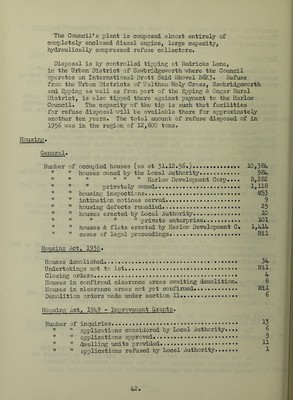 The Council's plant is composed almost entirely of
completely enclosed diesel engine, large capacity,
hydraulically compressed refuse collectors.
Disposal is by controlled tipping at Redricks Lane,
in the Urban District of Sawbridgeworth where the Council
operates an International Drott Skid Shovel B6K3. Refuse
from the Urban Districts of Waltham Holy Cross, Sawbridgeworth
and Epping as well as from part of the Epping & Ongar Rural
District, is also tipped there against payment to the Harlow
Council. The capacity of the tip is such that facilities
for refuse disposal will be available there for approximately
another ten years. The total amount of refuse disposed of in
1956 was in the region of 12,600 tons.
Housing.
General.
Number of occupied houses (as at 31.12.56.)............... 10,384
" " houses owned by the Local Authority............ 984
" " " " " " Harlow Development Corp.... 8,282
" " " privately owned........................ 1,118
" " housing inspections............................ 853
" " intimation notices served...................... 9
" " housing defects remedied....................... 25
" " houses erected by Local Authority.............. 10
" " " " " private enterprise........... 101
" " houses & flats erected by Harlow Development C. 1,414
" " cases of legal proceedings..................... Nil
Housing Act, 1936.
Houses demolished......................................... 34
Undertakings not to let................................... Nil
Closing orders............................................ 4
Houses in confirmed clearance areas awaiting demolition. 8
Houses in clearance areas not yet confirmed............... Nil
Demolition orders made under section 11................... 6
Housing Act, 1949 - Improvement Grants.
Number of inquiries....................................... 13
" " applications considered by Local Authority..... 6
" " applications approved.......................... 5
" " dwelling units provided........................ 11
" " applications refused by Local Authority........ 1
42.